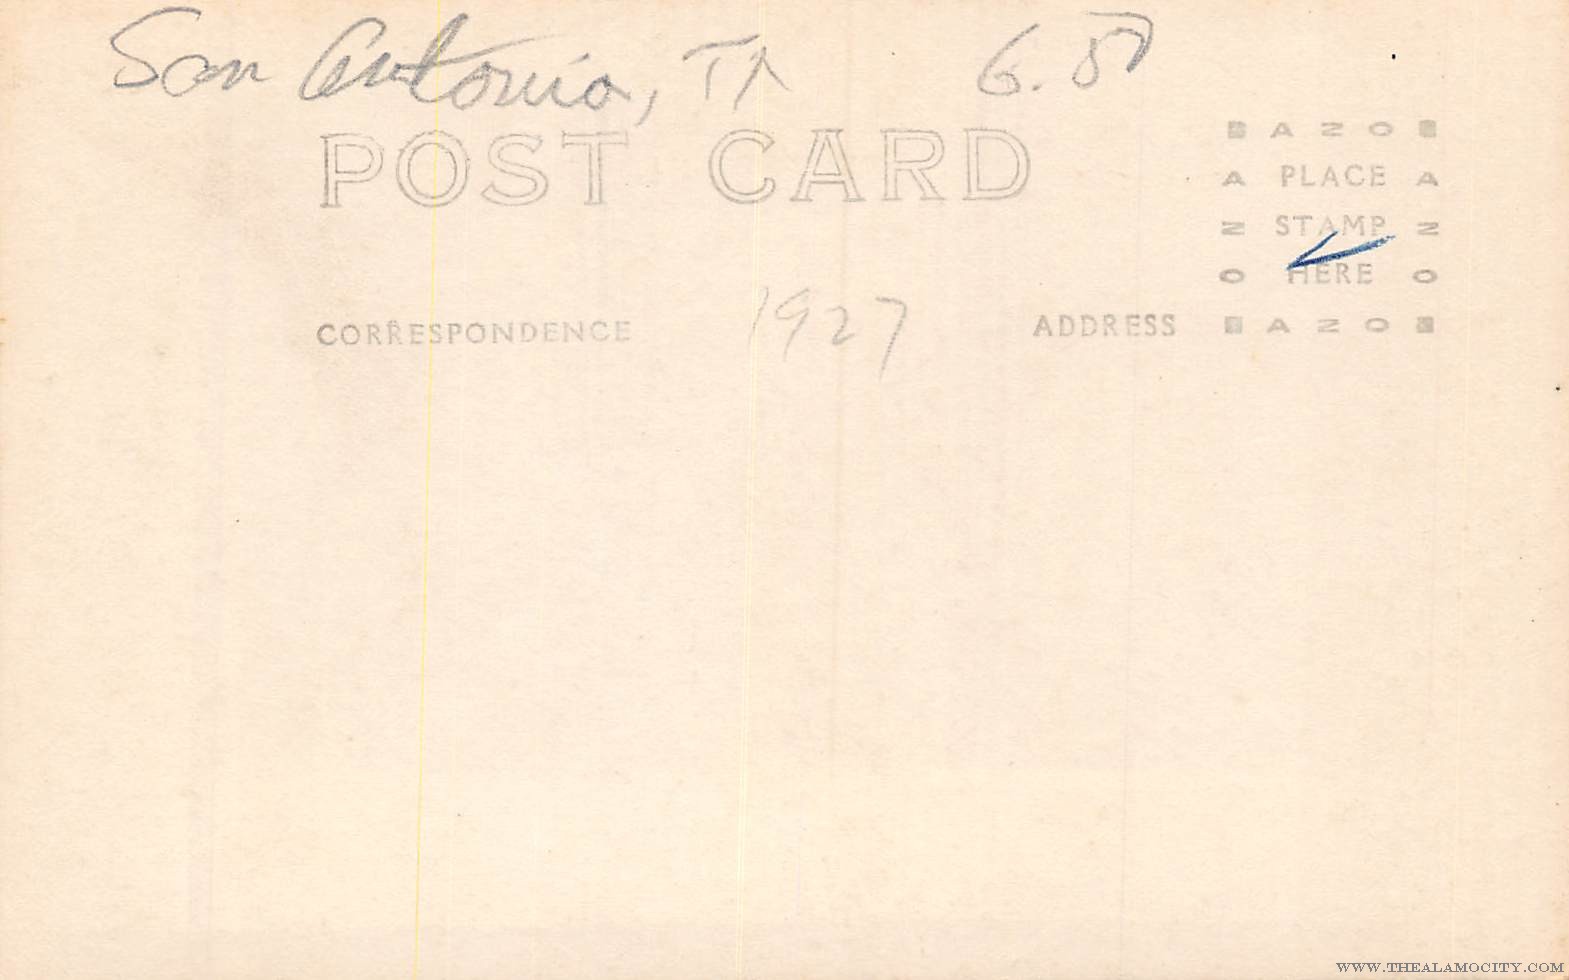 San Antonio, TX 6.50
POST CARD
AZO
A PLACE A
Z STAMP Z
O HERE O
CORRESPONDENCE 1927 ADDRESS AZO
WWW.THEALAMOCITY.COM